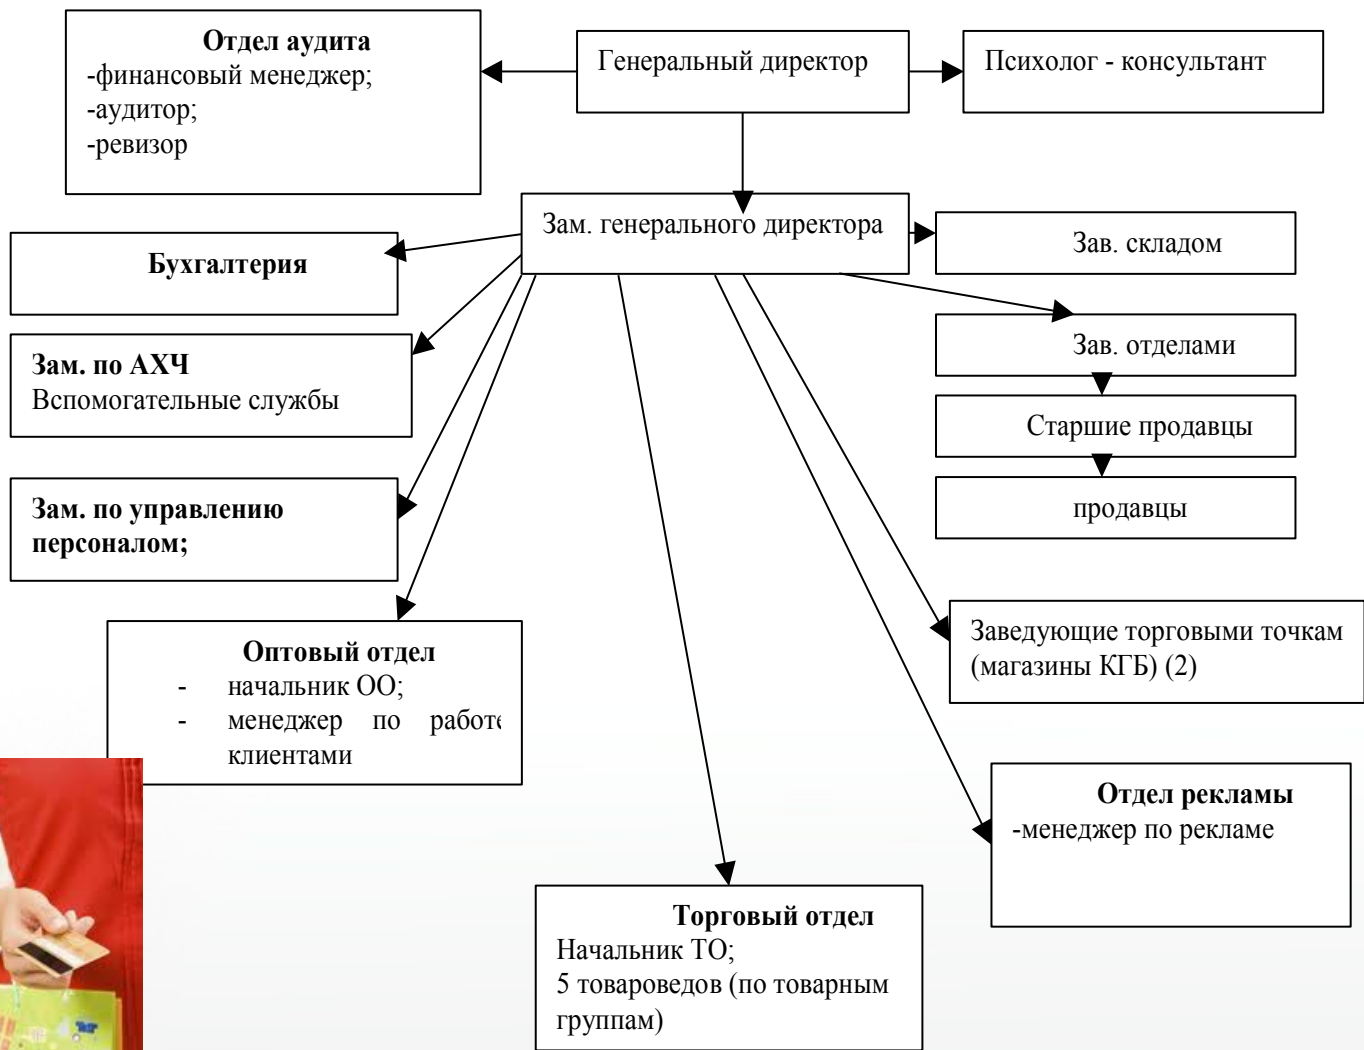 Отдел аудита
-финансовый менеджер;
-аудитор;
-ревизор
Генеральный директор
Психолог - консультант
Зам. генерального директора
Бухгалтерия
Зав. складом
Зам. по АХЧ
Вспомогательные службы
Зав. отделами
Старшие продавцы
продавцы
Зам. по управлению
персоналом;
Оптовый отдел
- начальник ОО;
- менеджер по работе
клиентами
Заведующие торговыми точкам
(магазины КГБ) (2)
Отдел рекламы
-менеджер по рекламе
Торговый отдел
Начальник ТО;
5 товароведов (по товарным
группам)